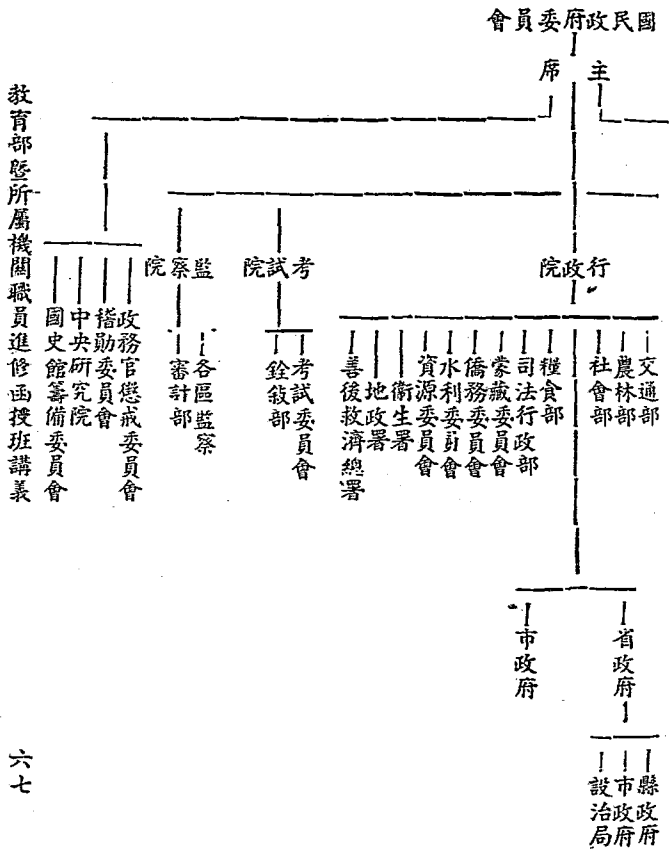 國民政府委員會
主席
行政院
考試院
監察院
交通部
農林部
社會部
糧食部
司法行政部
蒙藏委員會
僑務委員會
水利委員會
資源委員會
衞生署
地政署
善後救濟總署
考試委員會
銓敍部
各區監察
審計部
政務官懲戒委員會
稽勛委員會
中央研究院
國史館籌備委員會
省政府
市政府
縣政府
市政府
設治局
教育部暨所屬機關職員進修函授班講義
六七